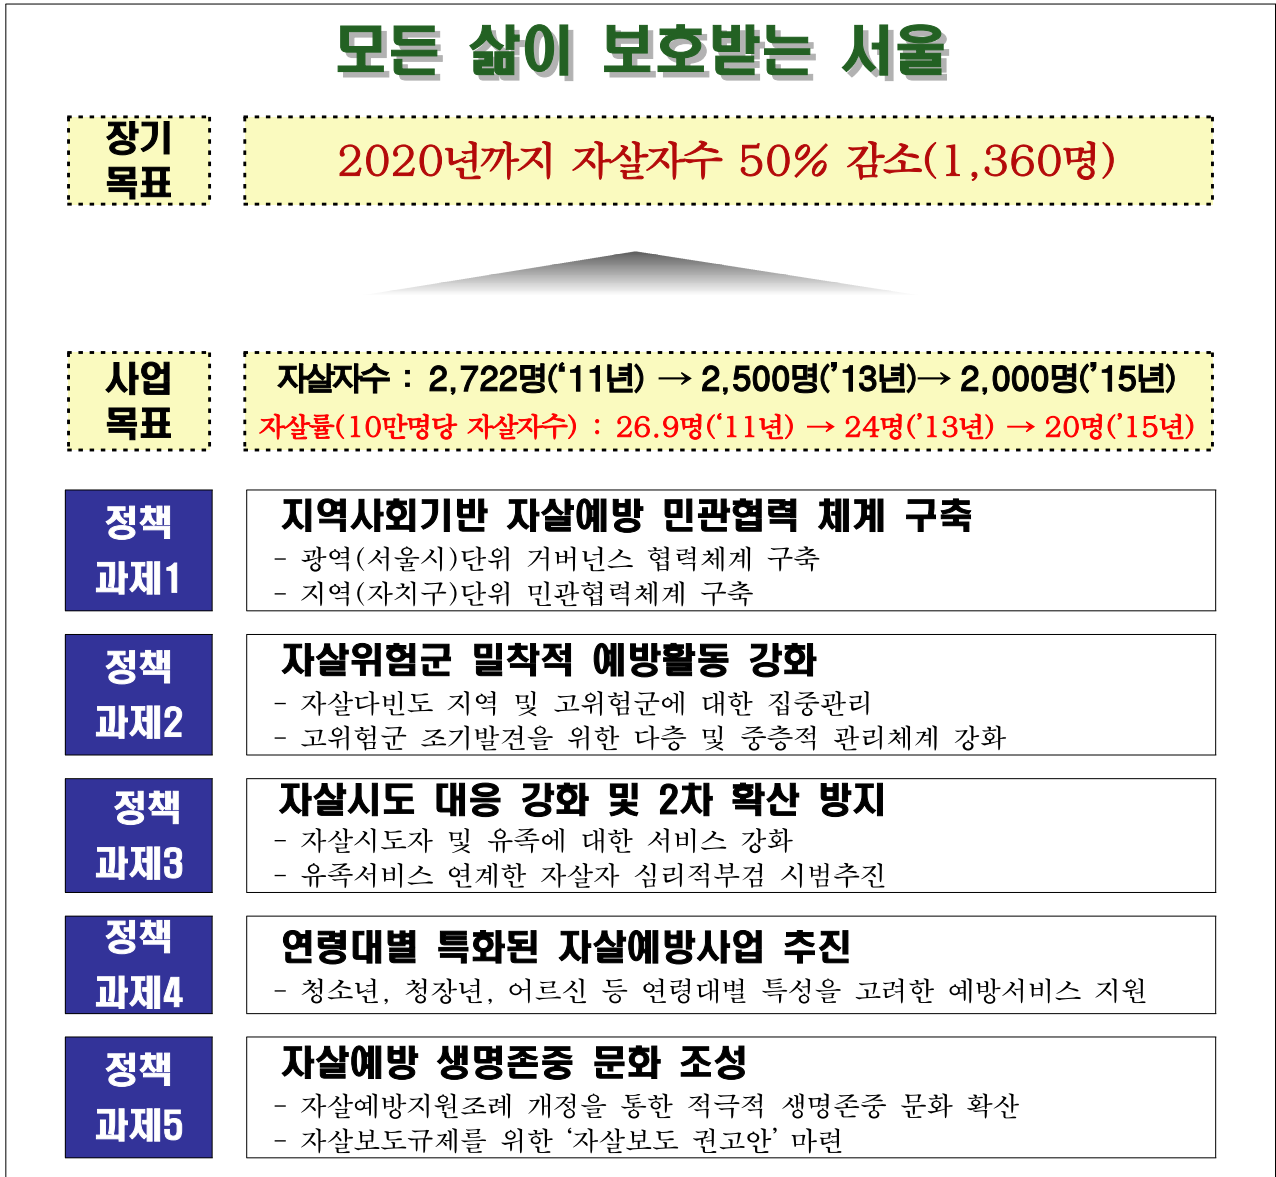 모든 삶이 보호받는 서울
장기
목표
2020년까지 자살자수 50% 감소(1,360명)
사업
목표
자살자수 : 2,722명(‘11년) → 2,500명(’13년)→ 2,000명(’15년)
자살률(10만명당 자살자수) : 26.9명(‘11년) → 24명(’13년) → 20명(’15년)
정책
과제1
지역사회기반 자살예방 민관협력 체계 구축
- 광역(서울시)단위 거버넌스 협력체계 구축
- 지역(자치구)단위 민관협력체계 구축
정책
과제2
자살위험군 밀착적 예방활동 강화
- 자살다빈도 지역 및 고위험군에 대한 집중관리
- 고위험군 조기발견을 위한 다층 및 중층적 관리체계 강화
정책
과제3
자살시도 대응 강화 및 2차 확산 방지
- 자살시도자 및 유족에 대한 서비스 강화
- 유족서비스 연계한 자살자 심리적부검 시범추진
정책
과제4
연령대별 특화된 자살예방사업 추진
- 청소년, 청장년, 어르신 등 연령대별 특성을 고려한 예방서비스 지원
정책
과제5
자살예방 생명존중 문화 조성
- 자살예방지원조례 개정을 통한 적극적 생명존중 문화 확산
- 자살보도규제를 위한 ‘자살보도 권고안’ 마련